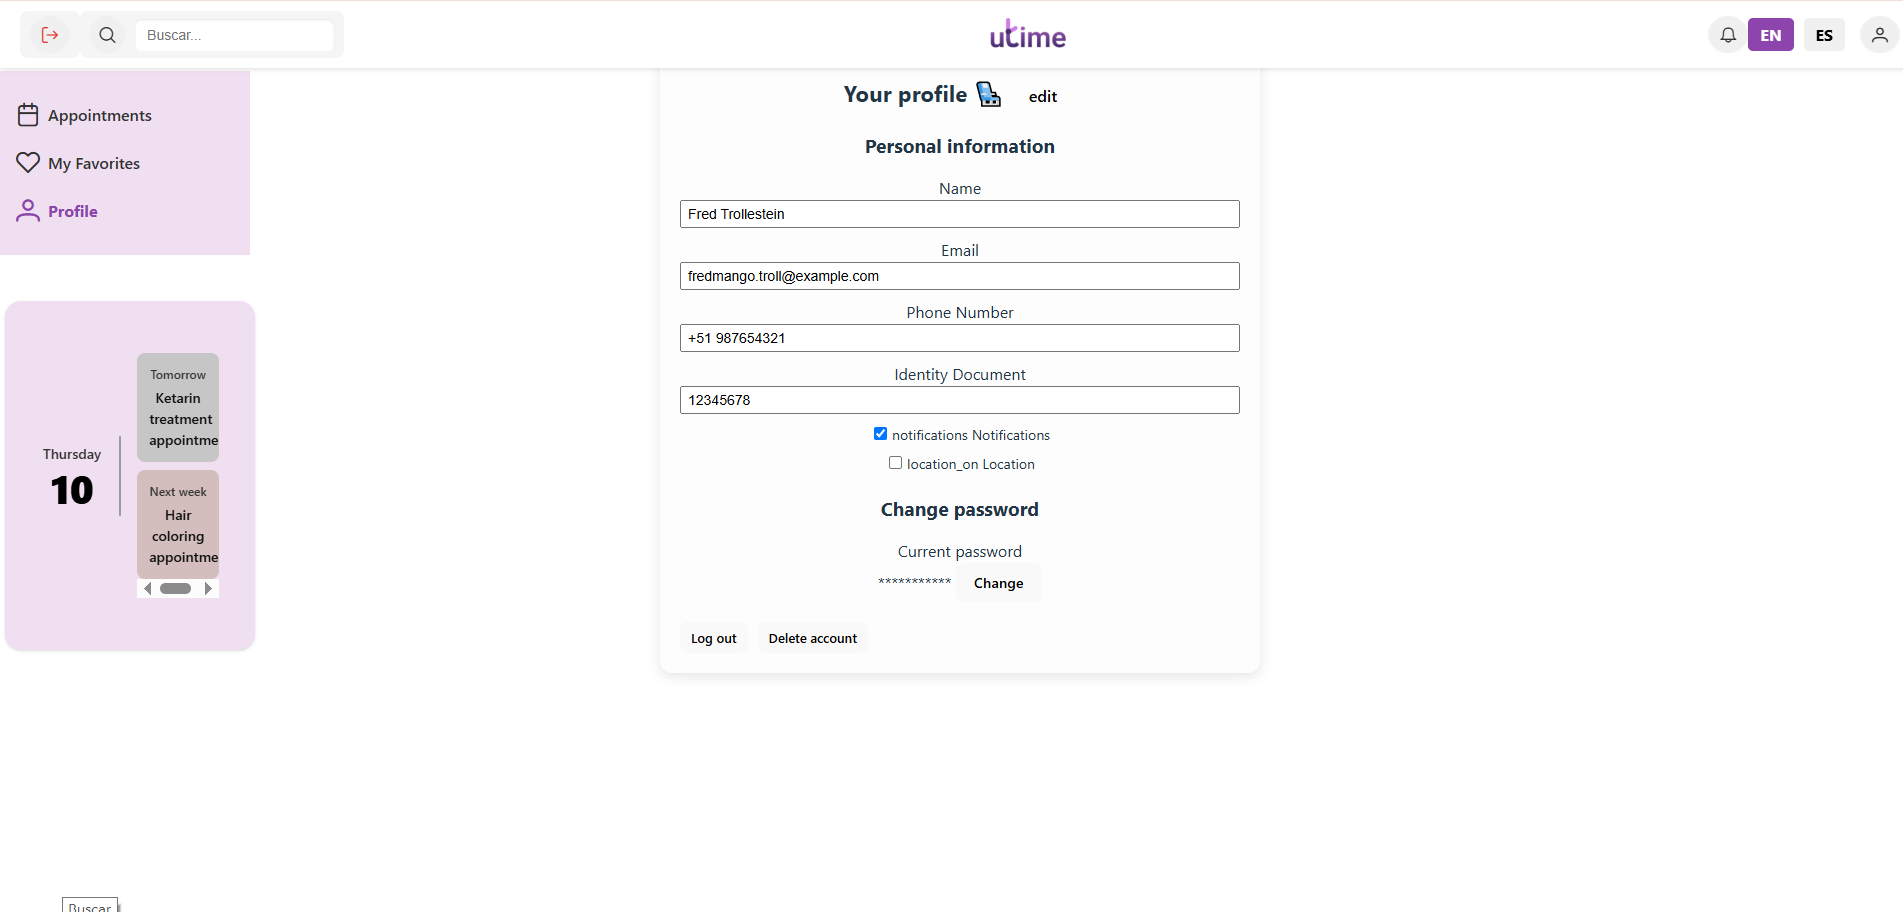 Buscar...
utime
EN
ES
Appointments
My Favorites
Profile
Thursday
10
Tomorrow
Ketarin
treatment
appointme
Next week
Hair
coloring
appointme
Your profile
edit
Personal information
Name
Fred Trollestein
Email
fredmango.troll@example.com
Phone Number
+51 987654321
Identity Document
12345678
notifications Notifications
location_on Location
Change password
Current password
*********** Change
Log out
Delete account
Buscar